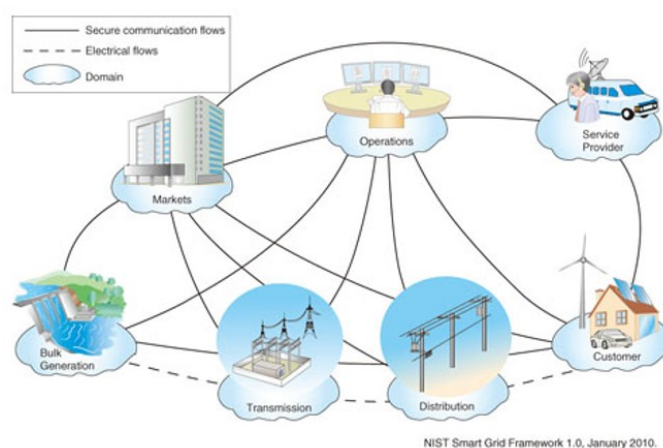 Secure communication flows
Electrical flows
Domain
Operations
Service
Provider
Markets
Bulk
Generation
Transmission
Distribution
Customer
NIST Smart Grid Framework 1.0, January 2010.